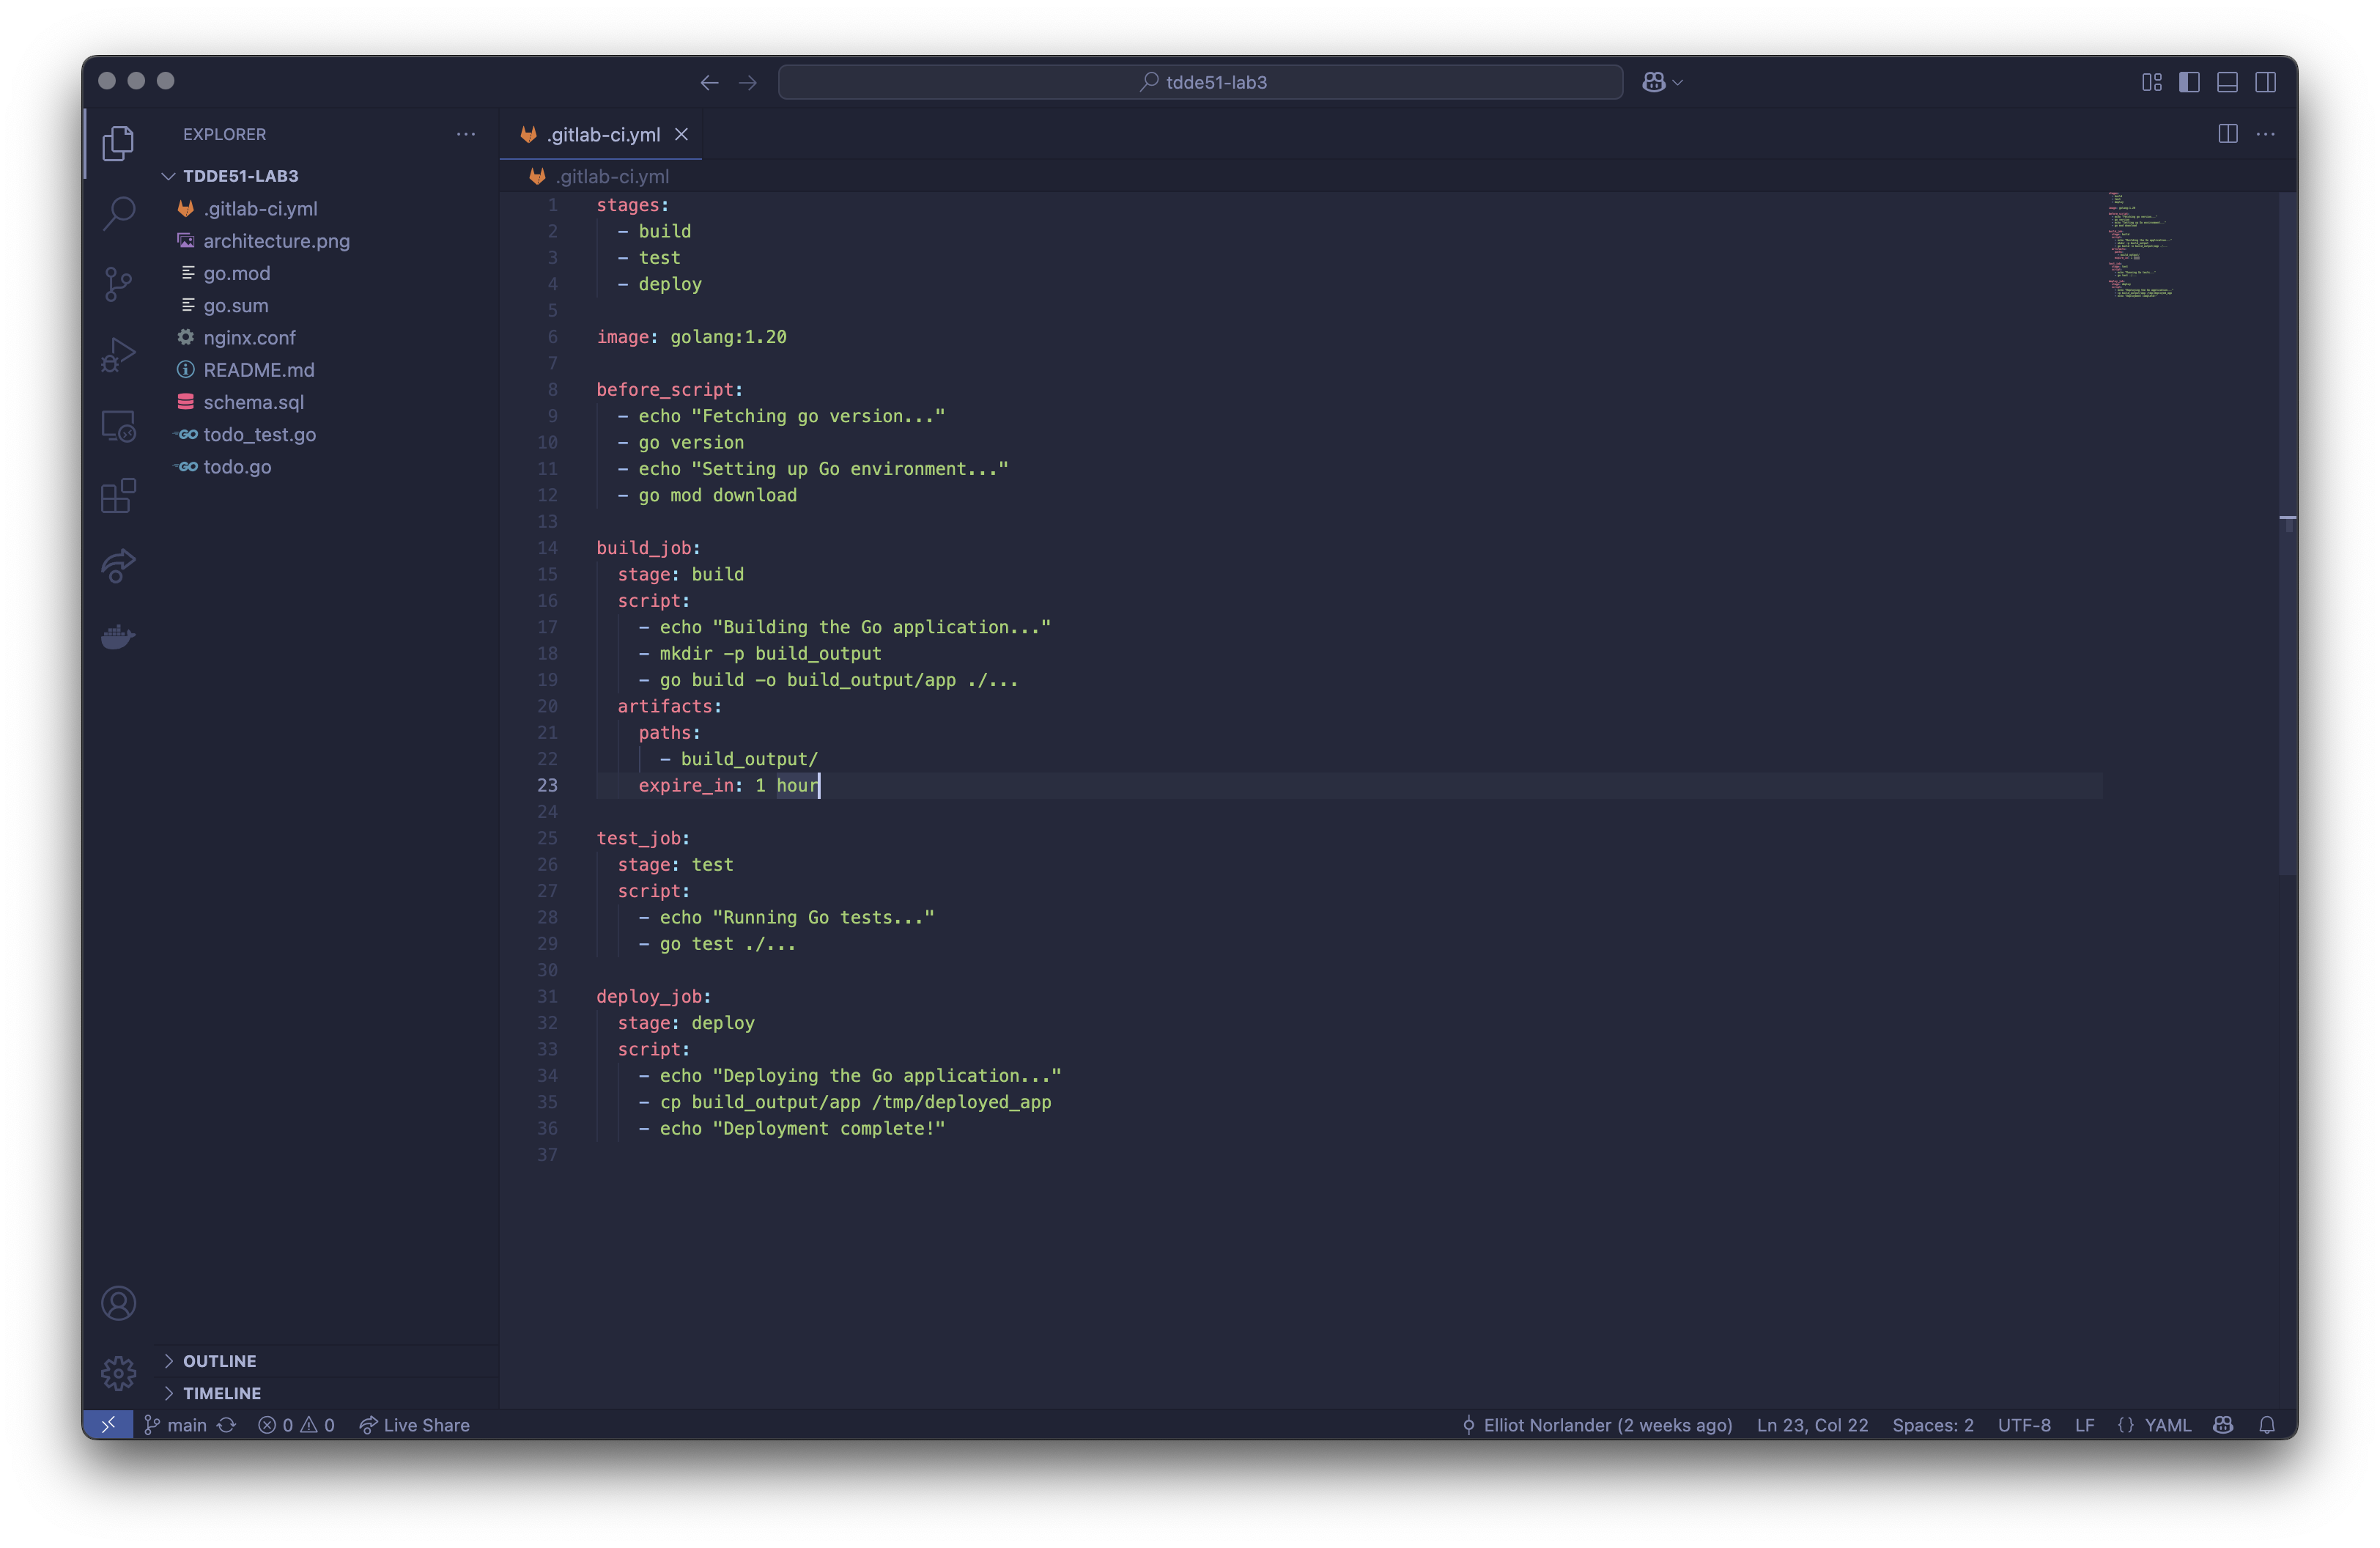 tdde51-lab3
EXPLORER
TDDE51-LAB3
.gitlab-ci.yml
architecture.png
go.mod
go.sum
nginx.conf
README.md
schema.sql
GO todo_test.go
GO todo.go
OUTLINE
TIMELINE
.gitlab-ci.yml
.gitlab-ci.yml
1 stages:
2   - build
3   - test
4   - deploy
5
6 image: golang:1.20
7
8 before_script:
9   - echo "Fetching go version..."
10   - go version
11   - echo "Setting up Go environment..."
12   - go mod download
13
14 build_job:
15   stage: build
16   script:
17     - echo "Building the Go application..."
18     - mkdir -p build_output
19     - go build -o build_output/app ./...
20   artifacts:
21     paths:
22       - build_output/
23     expire_in: 1 hour
24
25 test_job:
26   stage: test
27   script:
28     - echo "Running Go tests..."
29     - go test ./...
30
31 deploy_job:
32   stage: deploy
33   script:
34     - echo "Deploying the Go application..."
35     - cp build_output/app /tmp/deployed_app
36     - echo "Deployment complete!"
37
main 0 0 Live Share Elliot Norlander (2 weeks ago) Ln 23, Col 22 Spaces: 2 UTF-8 LF {} YAML